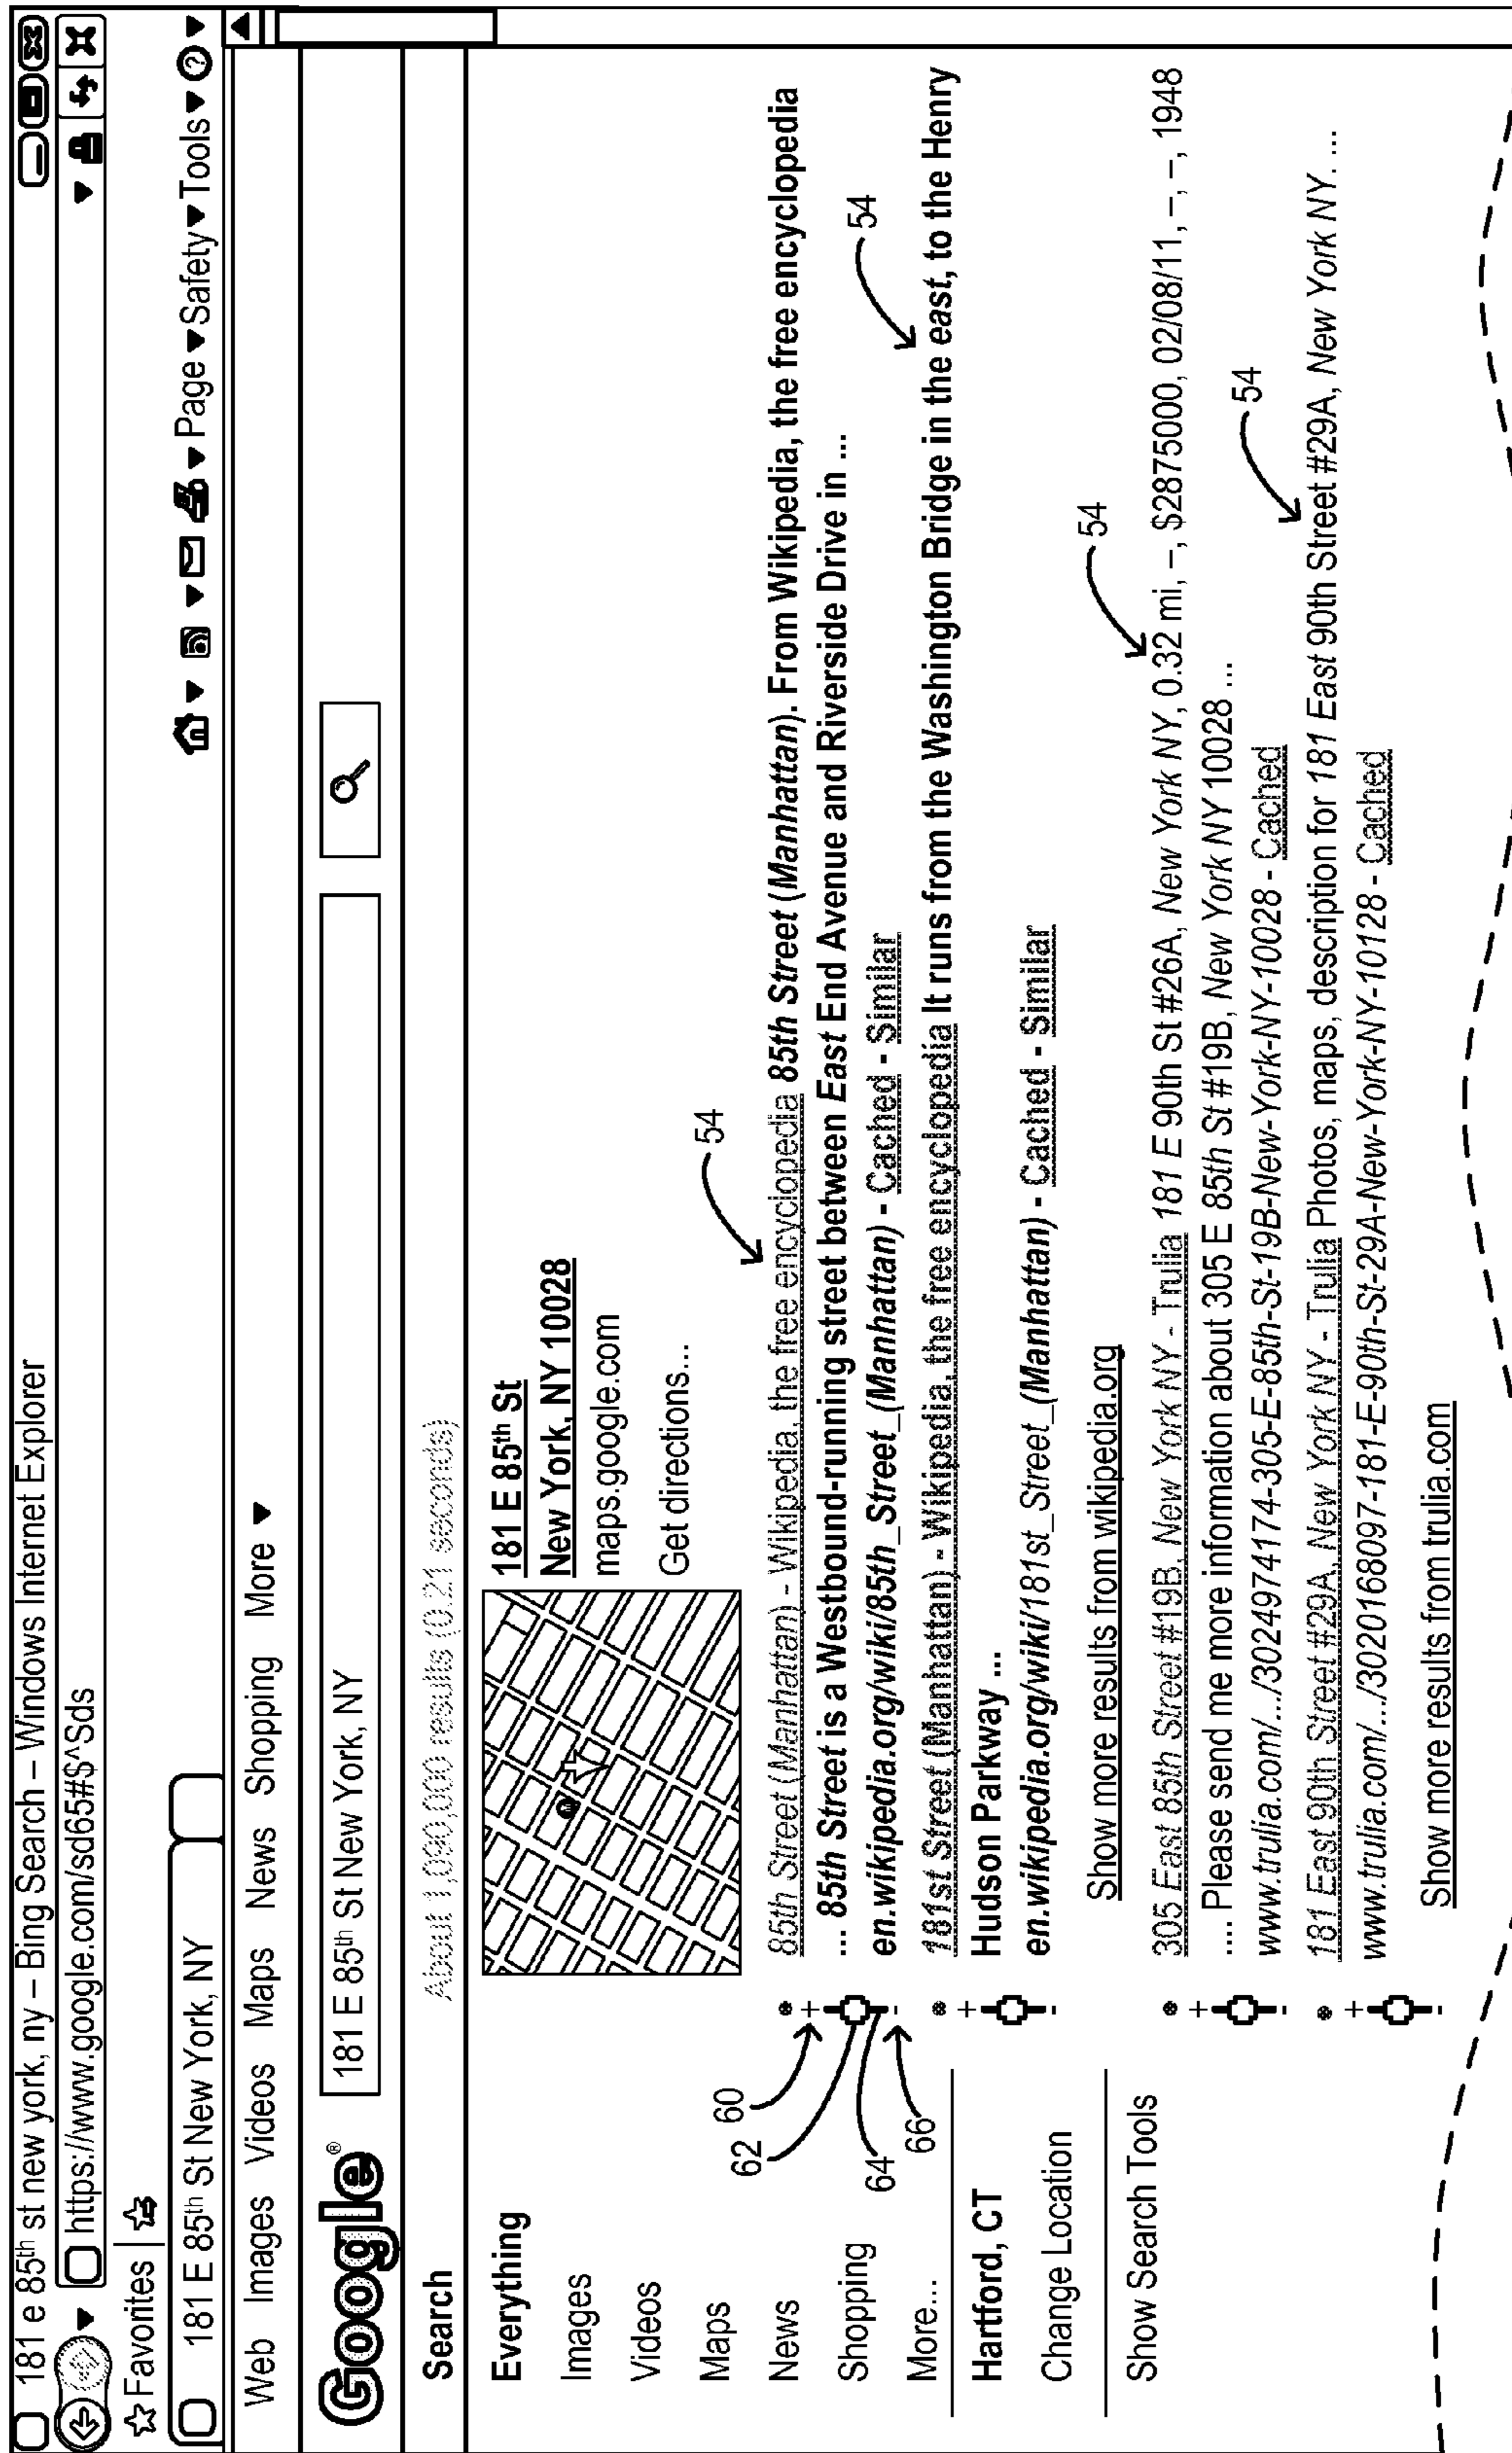 181 e 85th st new york, ny – Bing Search – Windows Internet Explorer
https://www.google.com/sd65#$^Sds
Favorites
181 E 85th St New York, NY
Page Safety Tools ?
Web Images Videos Maps News Shopping More
Google® 181 E 85th St New York, NY
Search About 1,090,000 results (0.21 seconds)
Everything
Images
Videos
Maps
News
Shopping
More...
Hartford, CT
Change Location
Show Search Tools
181 E 85th St
New York, NY 10028
maps.google.com
Get directions...
54
60
62
64
66
+
-
85th Street (Manhattan) - Wikipedia, the free encyclopedia 85th Street (Manhattan). From Wikipedia, the free encyclopedia
... 85th Street is a Westbound-running street between East End Avenue and Riverside Drive in ...
en.wikipedia.org/wiki/85th_Street_(Manhattan) - Cached - Similar
54
+
-
181st Street (Manhattan) - Wikipedia, the free encyclopedia It runs from the Washington Bridge in the east, to the Henry
Hudson Parkway ...
en.wikipedia.org/wiki/181st_Street_(Manhattan) - Cached - Similar
Show more results from wikipedia.org
54
+
-
305 East 85th Street #19B, New York NY - Trulia 181 E 90th St #26A, New York NY, 0.32 mi, –, $2875000, 02/08/11, –, –, 1948
.... Please send me more information about 305 E 85th St #19B, New York NY 10028 ...
www.trulia.com/.../3024974174-305-E-85th-St-19B-New-York-NY-10028 - Cached
54
+
-
181 East 90th Street #29A, New York NY - Trulia Photos, maps, description for 181 East 90th Street #29A, New York NY. ...
www.trulia.com/.../3020168097-181-E-90th-St-29A-New-York-NY-10128 - Cached
Show more results from trulia.com